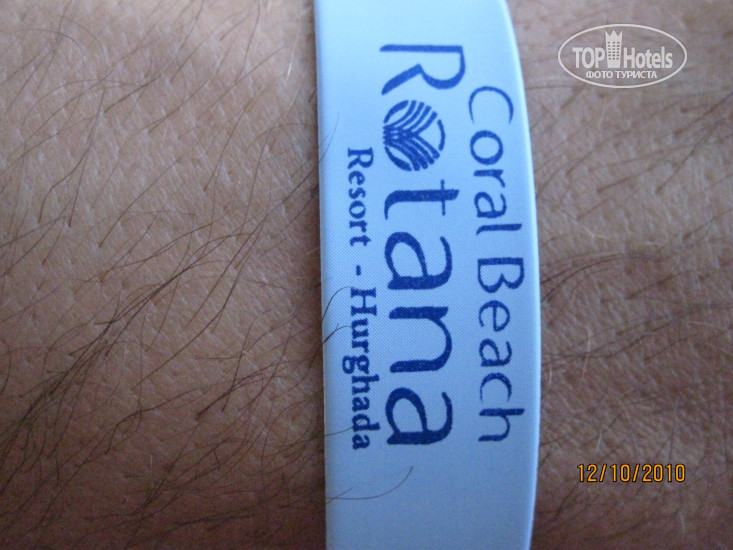 TOP Hotels
ФОТО ТУРИСТА
Coral Beach
Rotana
Resort - Hurghada
12/10/2010